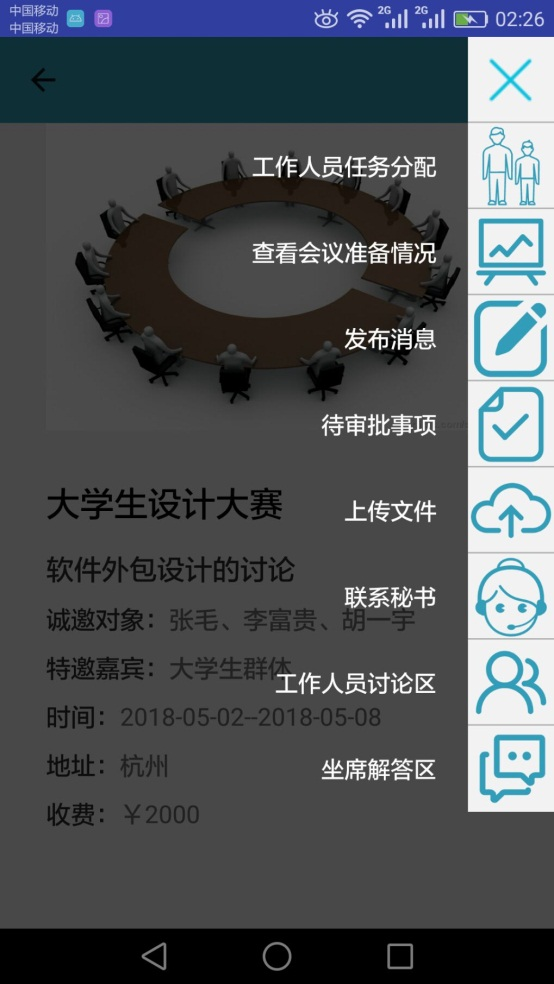 中国移动
中国移动
2G
2G
02:26
工作人员任务分配
查看会议准备情况
发布消息
待审批事项
上传文件
联系秘书
工作人员讨论区
坐席解答区
大学生设计大赛
软件外包设计的讨论
诚邀对象：张毛、李富贵、胡一宇
特邀嘉宾：大学生群体
时间：2018-05-02--2018-05-08
地址：杭州
收费：￥2000